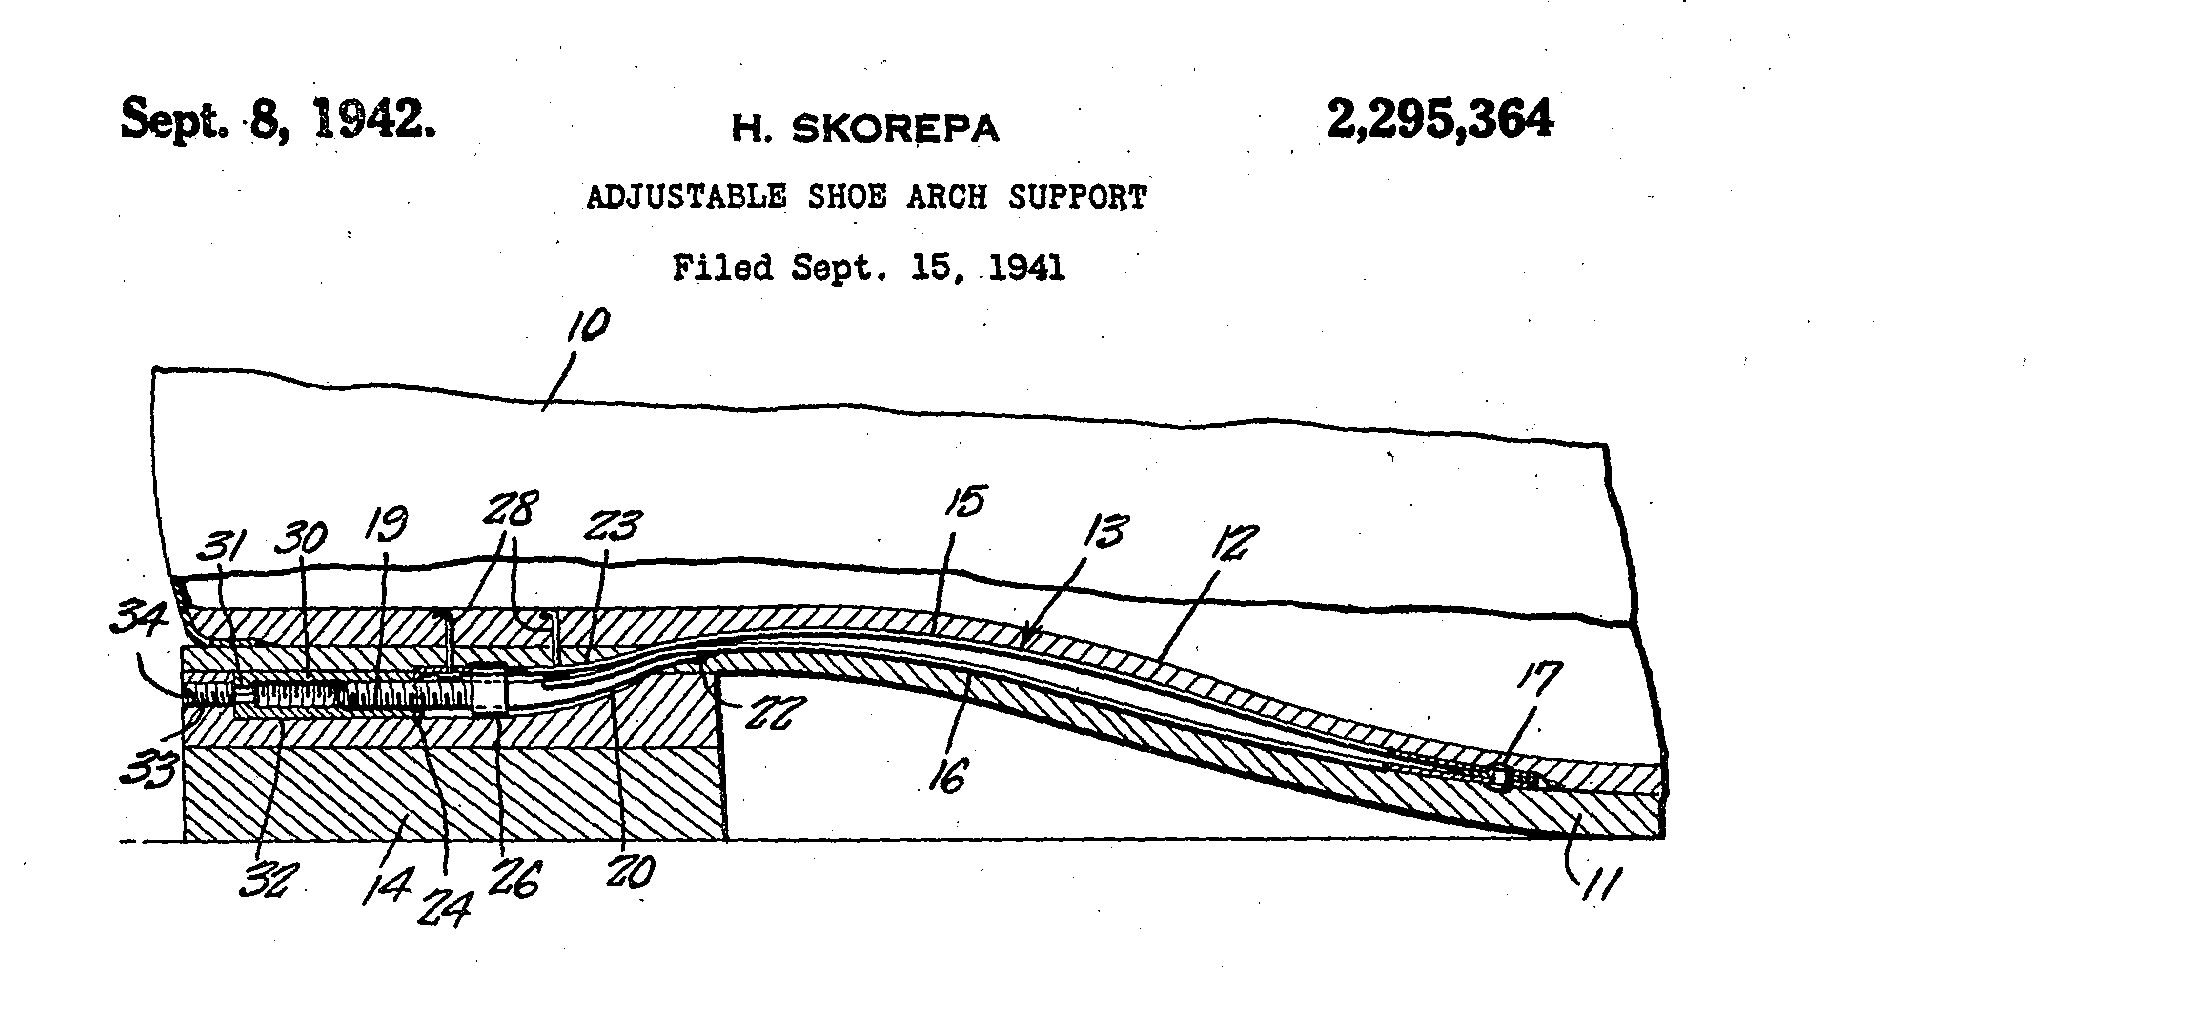 Sept. 8, 1942. H. SKOREPA 2,295,364
ADJUSTABLE SHOE ARCH SUPPORT
Filed Sept. 15, 1941
10
31 30 19 28 23 15 13 12
34
17
22
33
16
32 14 24 26 20 11